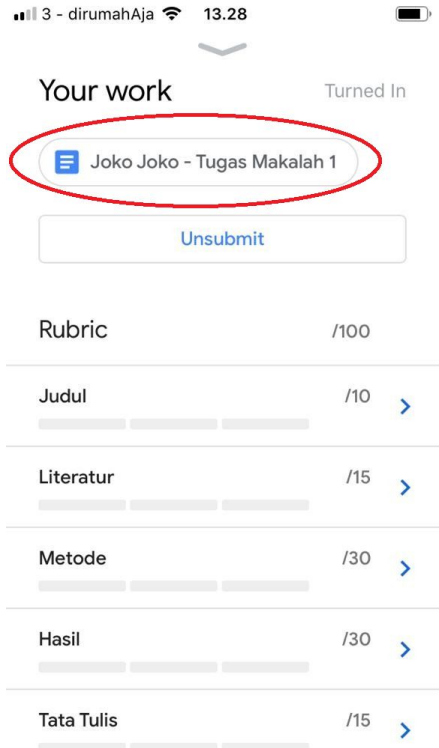 3 - dirumahAja 13.28
Your work Turned In
Joko Joko - Tugas Makalah 1
Unsubmit
Rubric /100
Judul /10
Literatur /15
Metode /30
Hasil /30
Tata Tulis /15